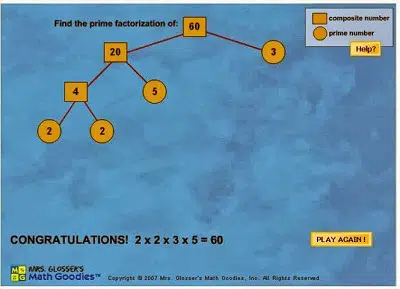 Find the prime factorization of: 60
composite number
prime number
Help?
20
3
4
5
2
2
CONGRATULATIONS! 2 x 2 x 3 x 5 = 60
PLAY AGAIN !
MRS. GLOSSER'S
Math Goodies™
Copyright © 2007 Mrs. Glosser's Math Goodies, Inc. All Rights Reserved.
M
S
E
G